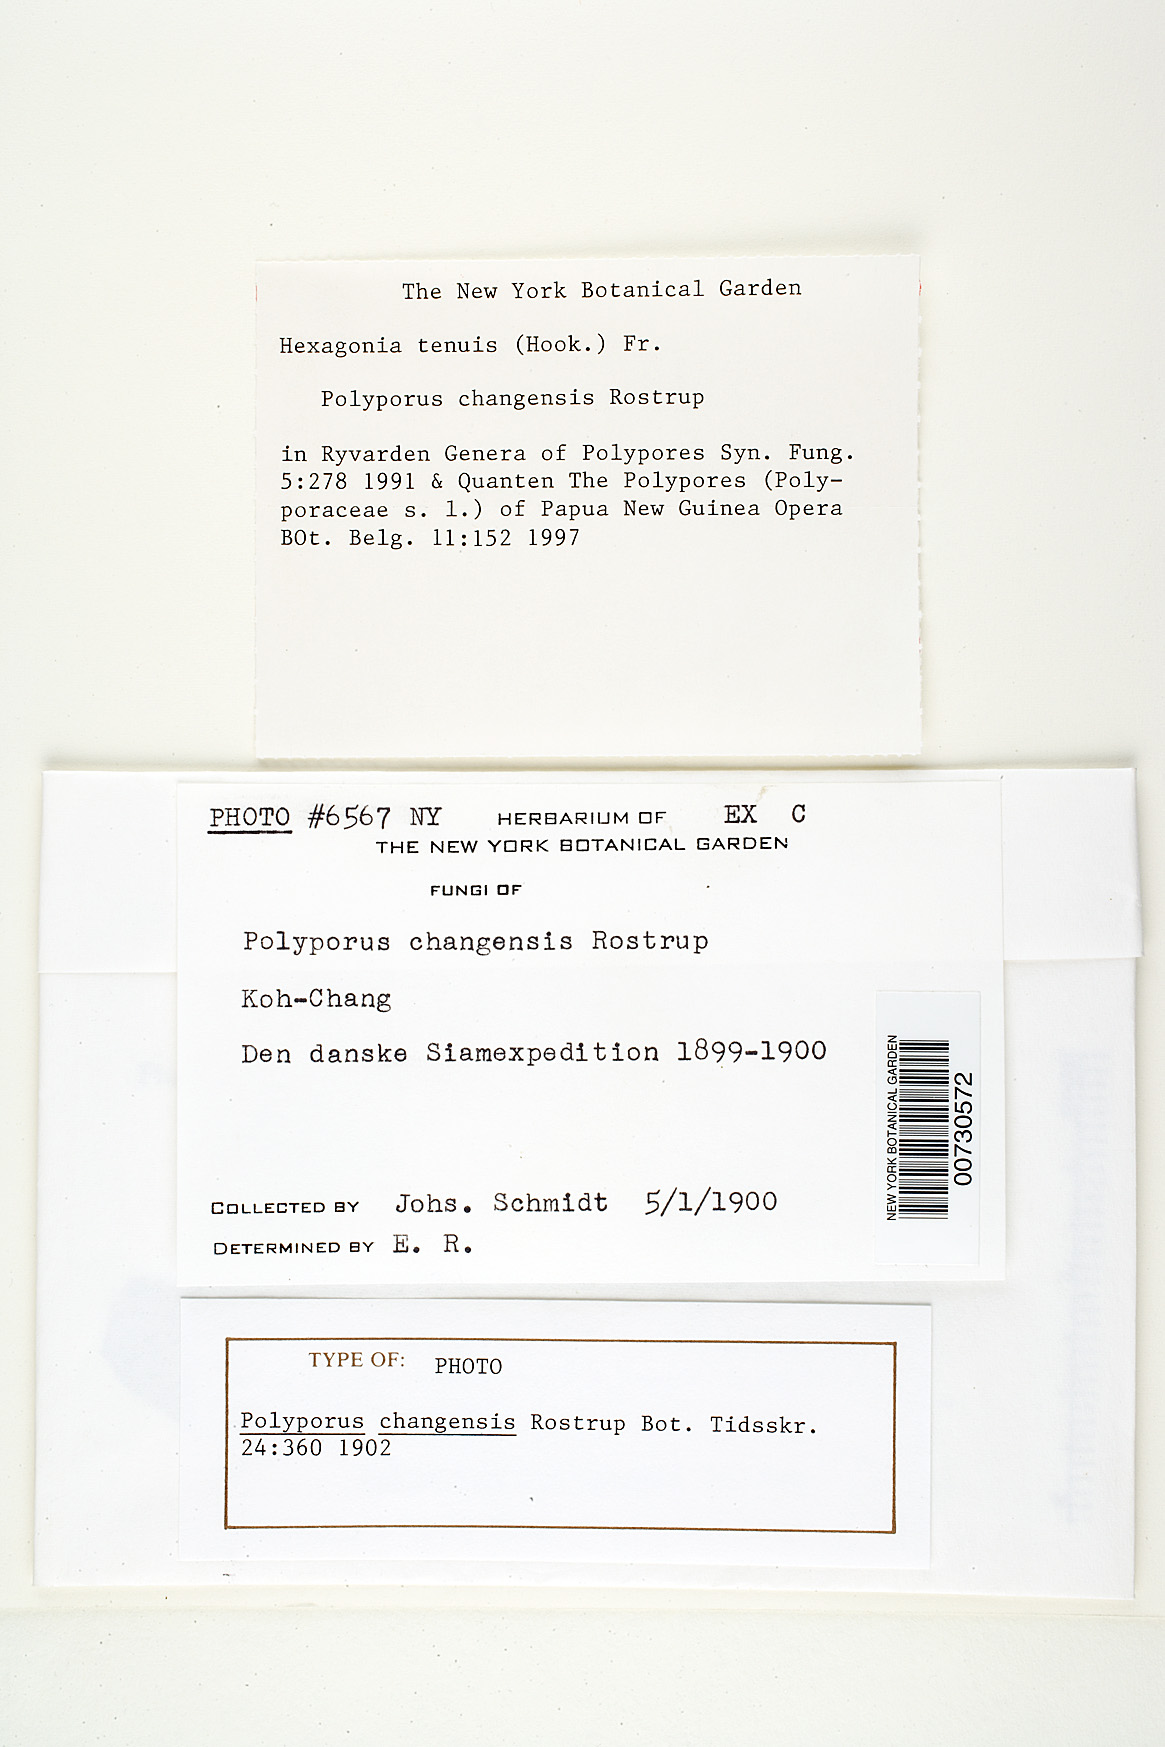 The New York Botanical Garden
Hexagonia tenuis (Hook.) Fr.
Polyporus changensis Rostrup
in Ryvarden Genera of Polypores Syn. Fung.
5:278 1991 & Quanten The Polypores (Poly-
poraceae s. l.) of Papua New Guinea Opera
BOt. Belg. 11:152 1997
PHOTO #6567 NY HERBARIUM OF EX C
THE NEW YORK BOTANICAL GARDEN
FUNGI OF
Polyporus changensis Rostrup
Koh-Chang
Den danske Siamexpedition 1899-1900
COLLECTED BY Johs. Schmidt 5/1/1900
DETERMINED BY E. R.
NEW YORK BOTANICAL GARDEN
00730572
TYPE OF: PHOTO
Polyporus changensis Rostrup Bot. Tidsskr.
24:360 1902